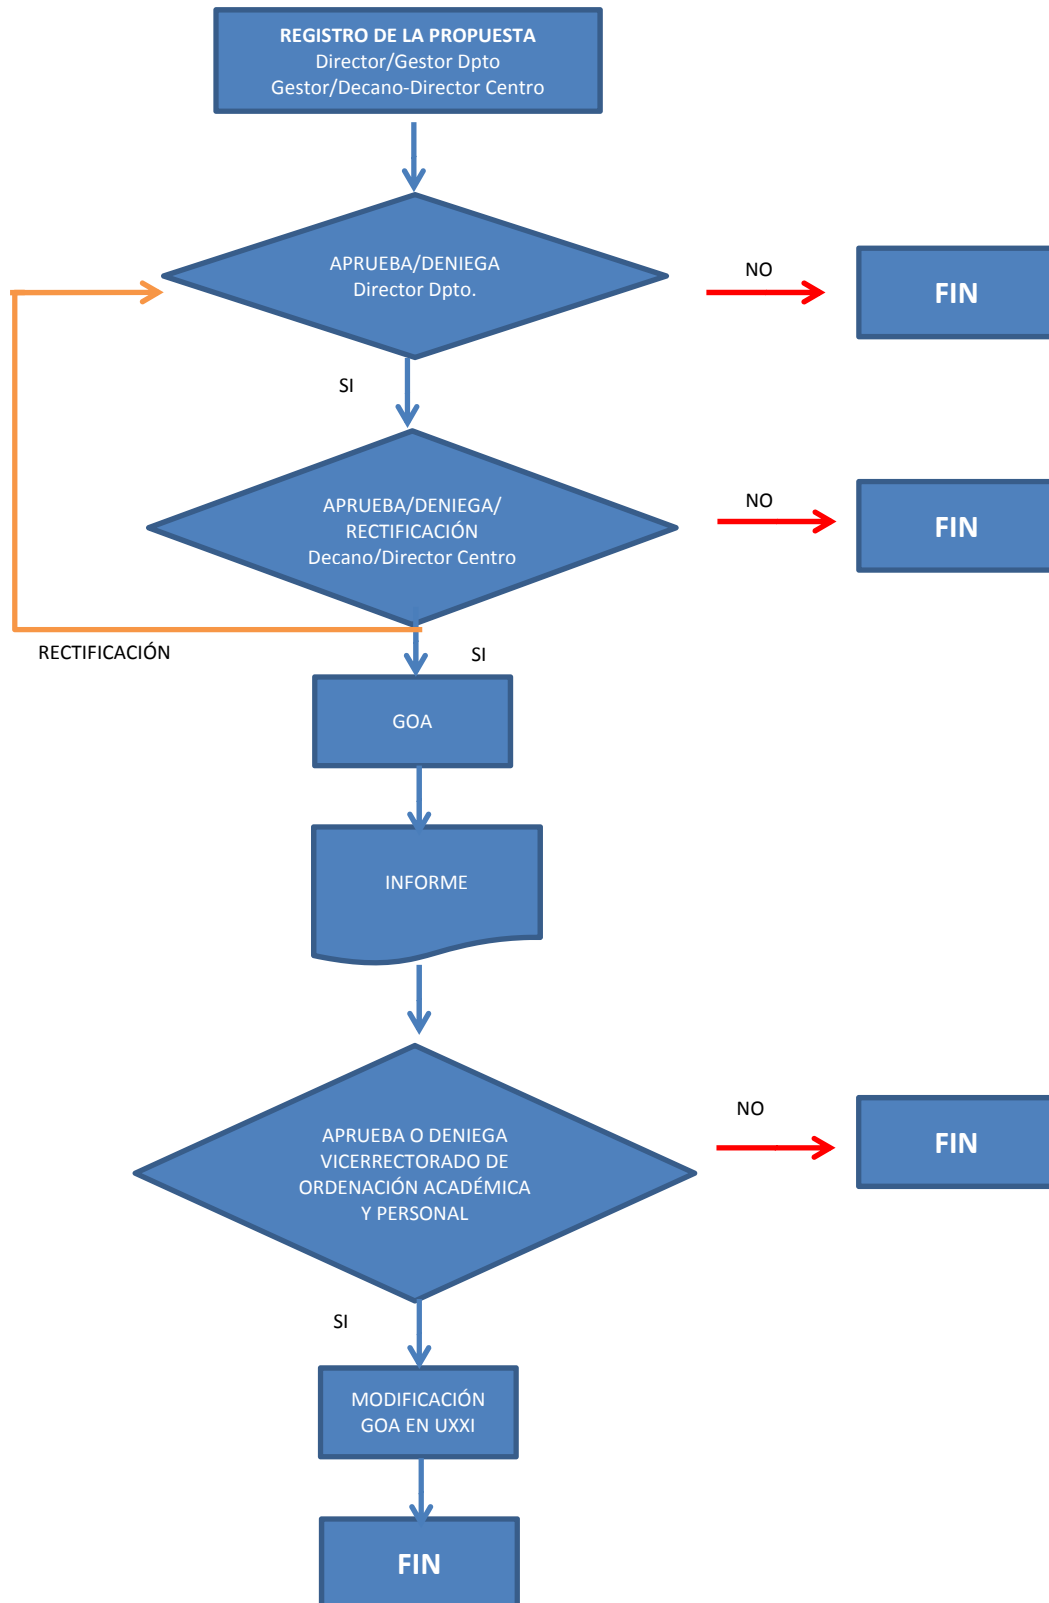 REGISTRO DE LA PROPUESTA
Director/Gestor Dpto
Gestor/Decano-Director Centro
APRUEBA/DENIEGA
Director Dpto.
NO
FIN
SI
APRUEBA/DENIEGA/
RECTIFICACIÓN
Decano/Director Centro
NO
FIN
RECTIFICACIÓN
SI
GOA
INFORME
APRUEBA O DENIEGA
VICERRECTORADO DE
ORDENACIÓN ACADÉMICA
Y PERSONAL
NO
FIN
SI
MODIFICACIÓN
GOA EN UXXI
FIN